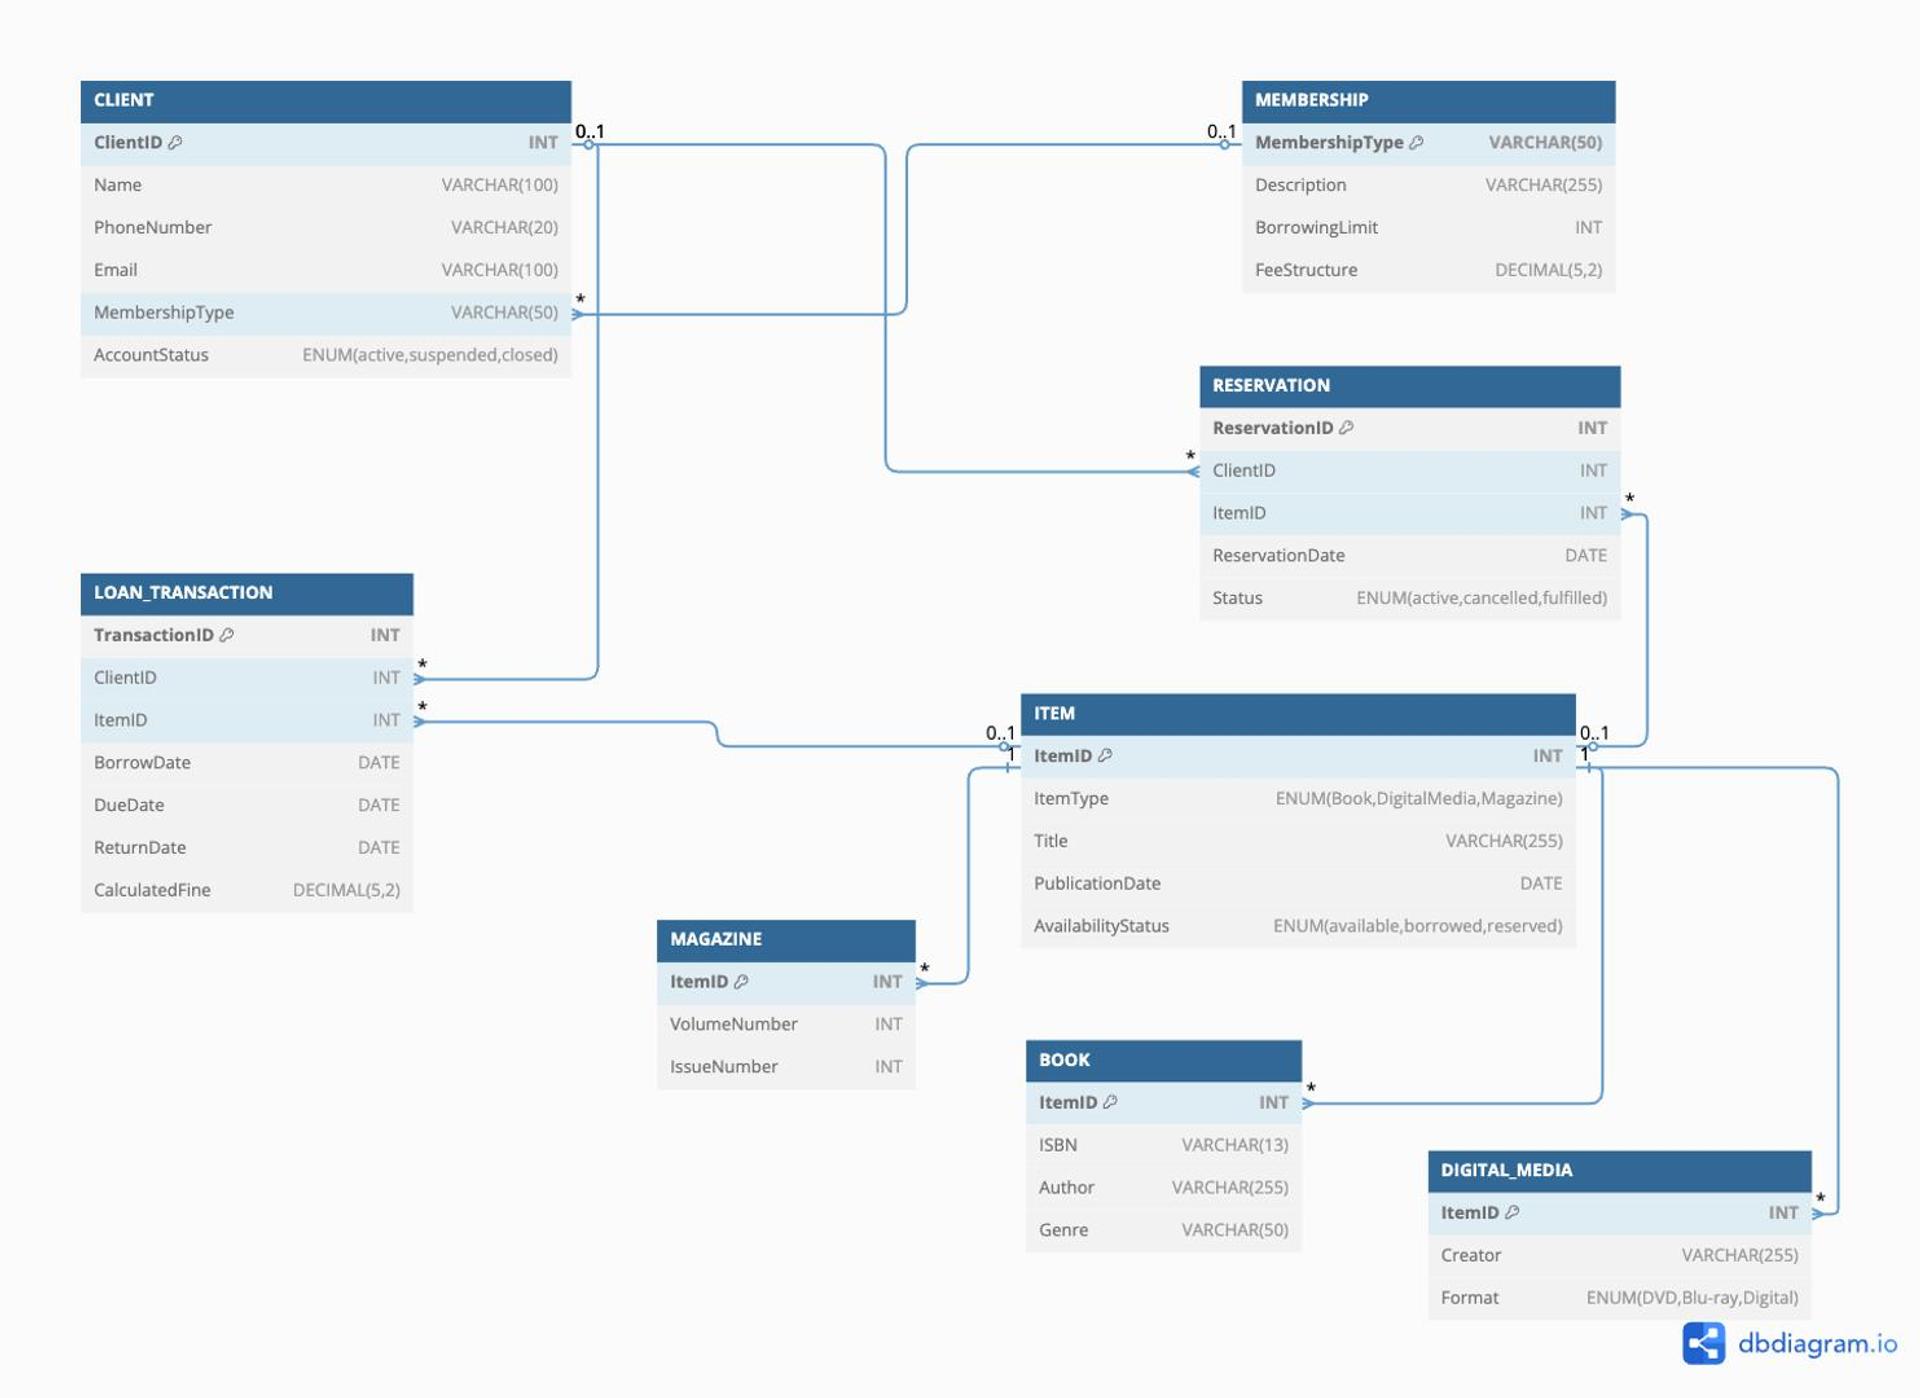 CLIENT
ClientID INT
Name VARCHAR(100)
PhoneNumber VARCHAR(20)
Email VARCHAR(100)
MembershipType VARCHAR(50)
AccountStatus ENUM(active,suspended,closed)
0..1
*
0..1
MEMBERSHIP
MembershipType VARCHAR(50)
Description VARCHAR(255)
BorrowingLimit INT
FeeStructure DECIMAL(5,2)
RESERVATION
ReservationID INT
* ClientID INT
ItemID INT *
ReservationDate DATE
Status ENUM(active,cancelled,fulfilled)
LOAN_TRANSACTION
TransactionID INT
ClientID INT *
ItemID INT *
BorrowDate DATE
DueDate DATE
ReturnDate DATE
CalculatedFine DECIMAL(5,2)
ITEM
0..1 0..1
1 ItemID INT 1
ItemType ENUM(Book,DigitalMedia,Magazine)
Title VARCHAR(255)
PublicationDate DATE
AvailabilityStatus ENUM(available,borrowed,reserved)
MAGAZINE
ItemID INT *
VolumeNumber INT
IssueNumber INT
BOOK
ItemID INT *
ISBN VARCHAR(13)
Author VARCHAR(255)
Genre VARCHAR(50)
DIGITAL_MEDIA
ItemID INT *
Creator VARCHAR(255)
Format ENUM(DVD,Blu-ray,Digital)
dbdiagram.io